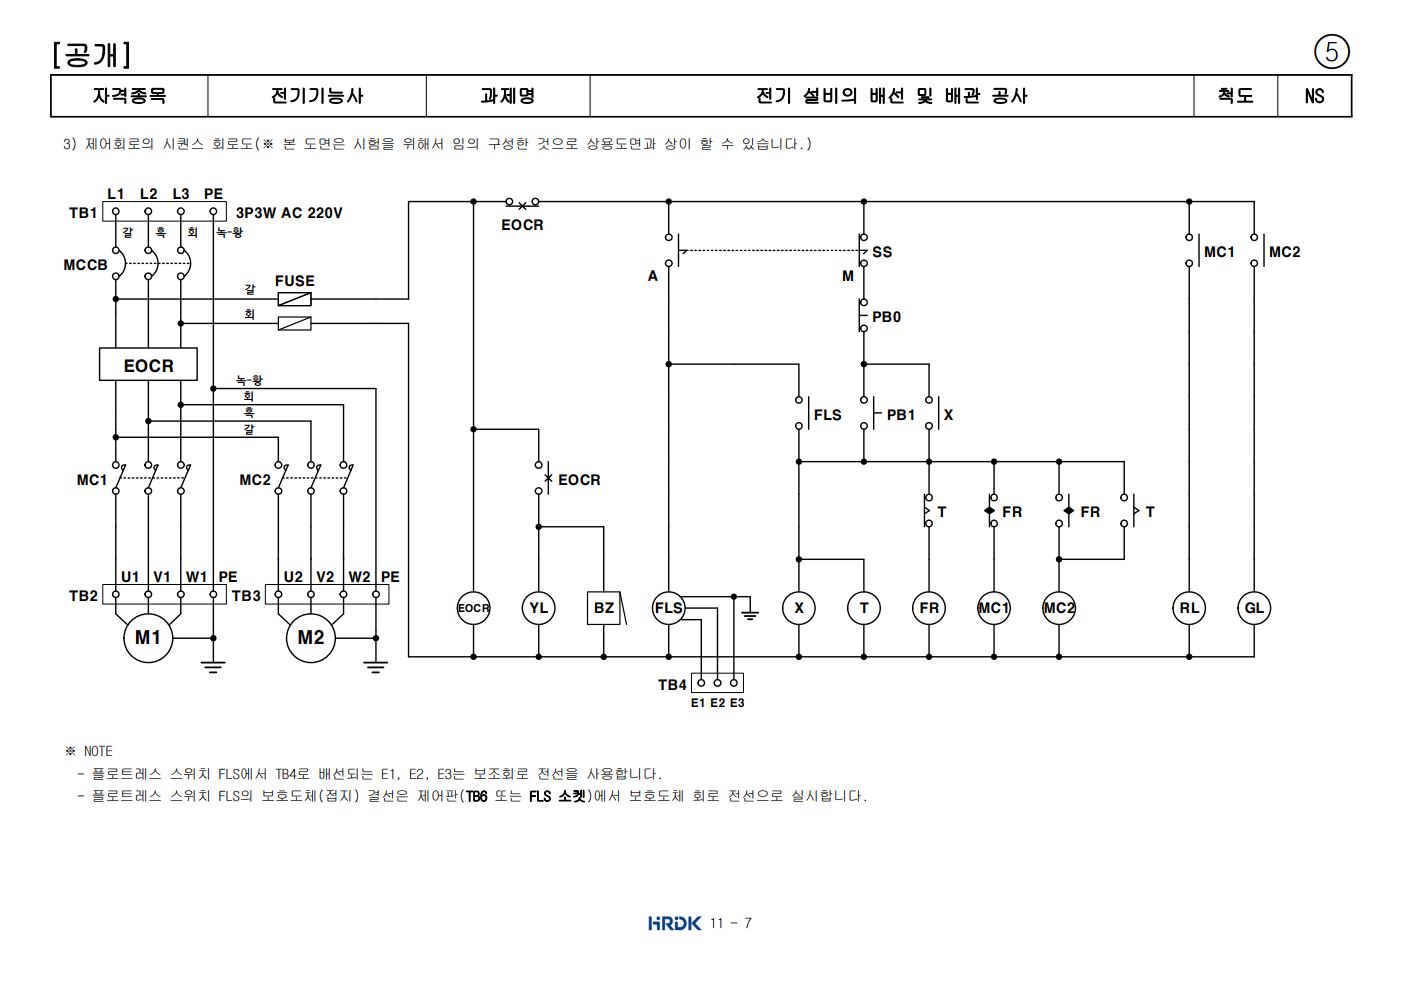 [공개]
⑤
자격종목 전기기능사 과제명 전기 설비의 배선 및 배관 공사 척도 NS
3) 제어회로의 시퀀스 회로도(※ 본 도면은 시험을 위해서 임의 구성한 것으로 상용도면과 상이 할 수 있습니다.)
L1 L2 L3 PE
TB1 3P3W AC 220V
갈 흑 회 녹-황
EOCR
MCCB
A M SS
MC1 MC2
FUSE
갈
회
PB0
EOCR
녹-황
회
흑
갈
FLS PB1 X
MC1 MC2
EOCR
T FR FR T
U1 V1 W1 PE U2 V2 W2 PE
TB2 TB3
EOCR YL BZ FLS X T FR MC1 MC2 RL GL
M1 M2
TB4
E1 E2 E3
※ NOTE
- 플로트레스 스위치 FLS에서 TB4로 배선되는 E1, E2, E3는 보조회로 전선을 사용합니다.
- 플로트레스 스위치 FLS의 보호도체(접지) 결선은 제어판(TB6 또는 FLS 소켓)에서 보호도체 회로 전선으로 실시합니다.
HRDK 11 - 7